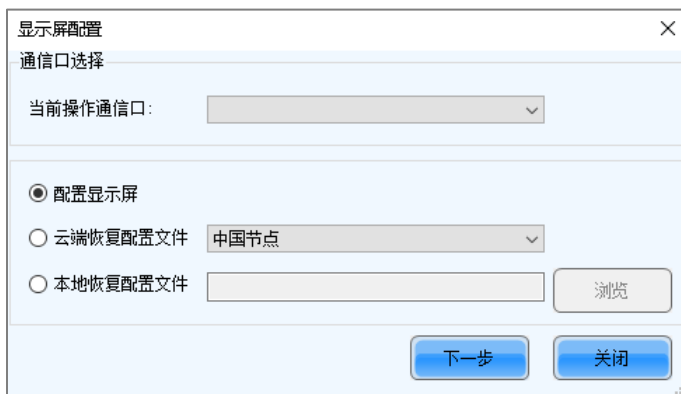 显示屏配置
通信口选择
当前操作通信口:
配置显示屏
云端恢复配置文件 中国节点
本地恢复配置文件 浏览
下一步 关闭